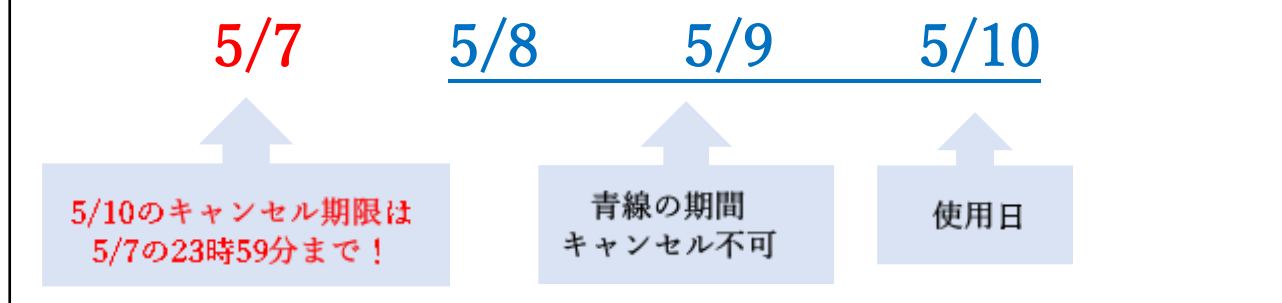 5/7
5/8
5/9
5/10
5/10のキャンセル期限は
5/7の23時59分まで！
青線の期間
キャンセル不可
使用日